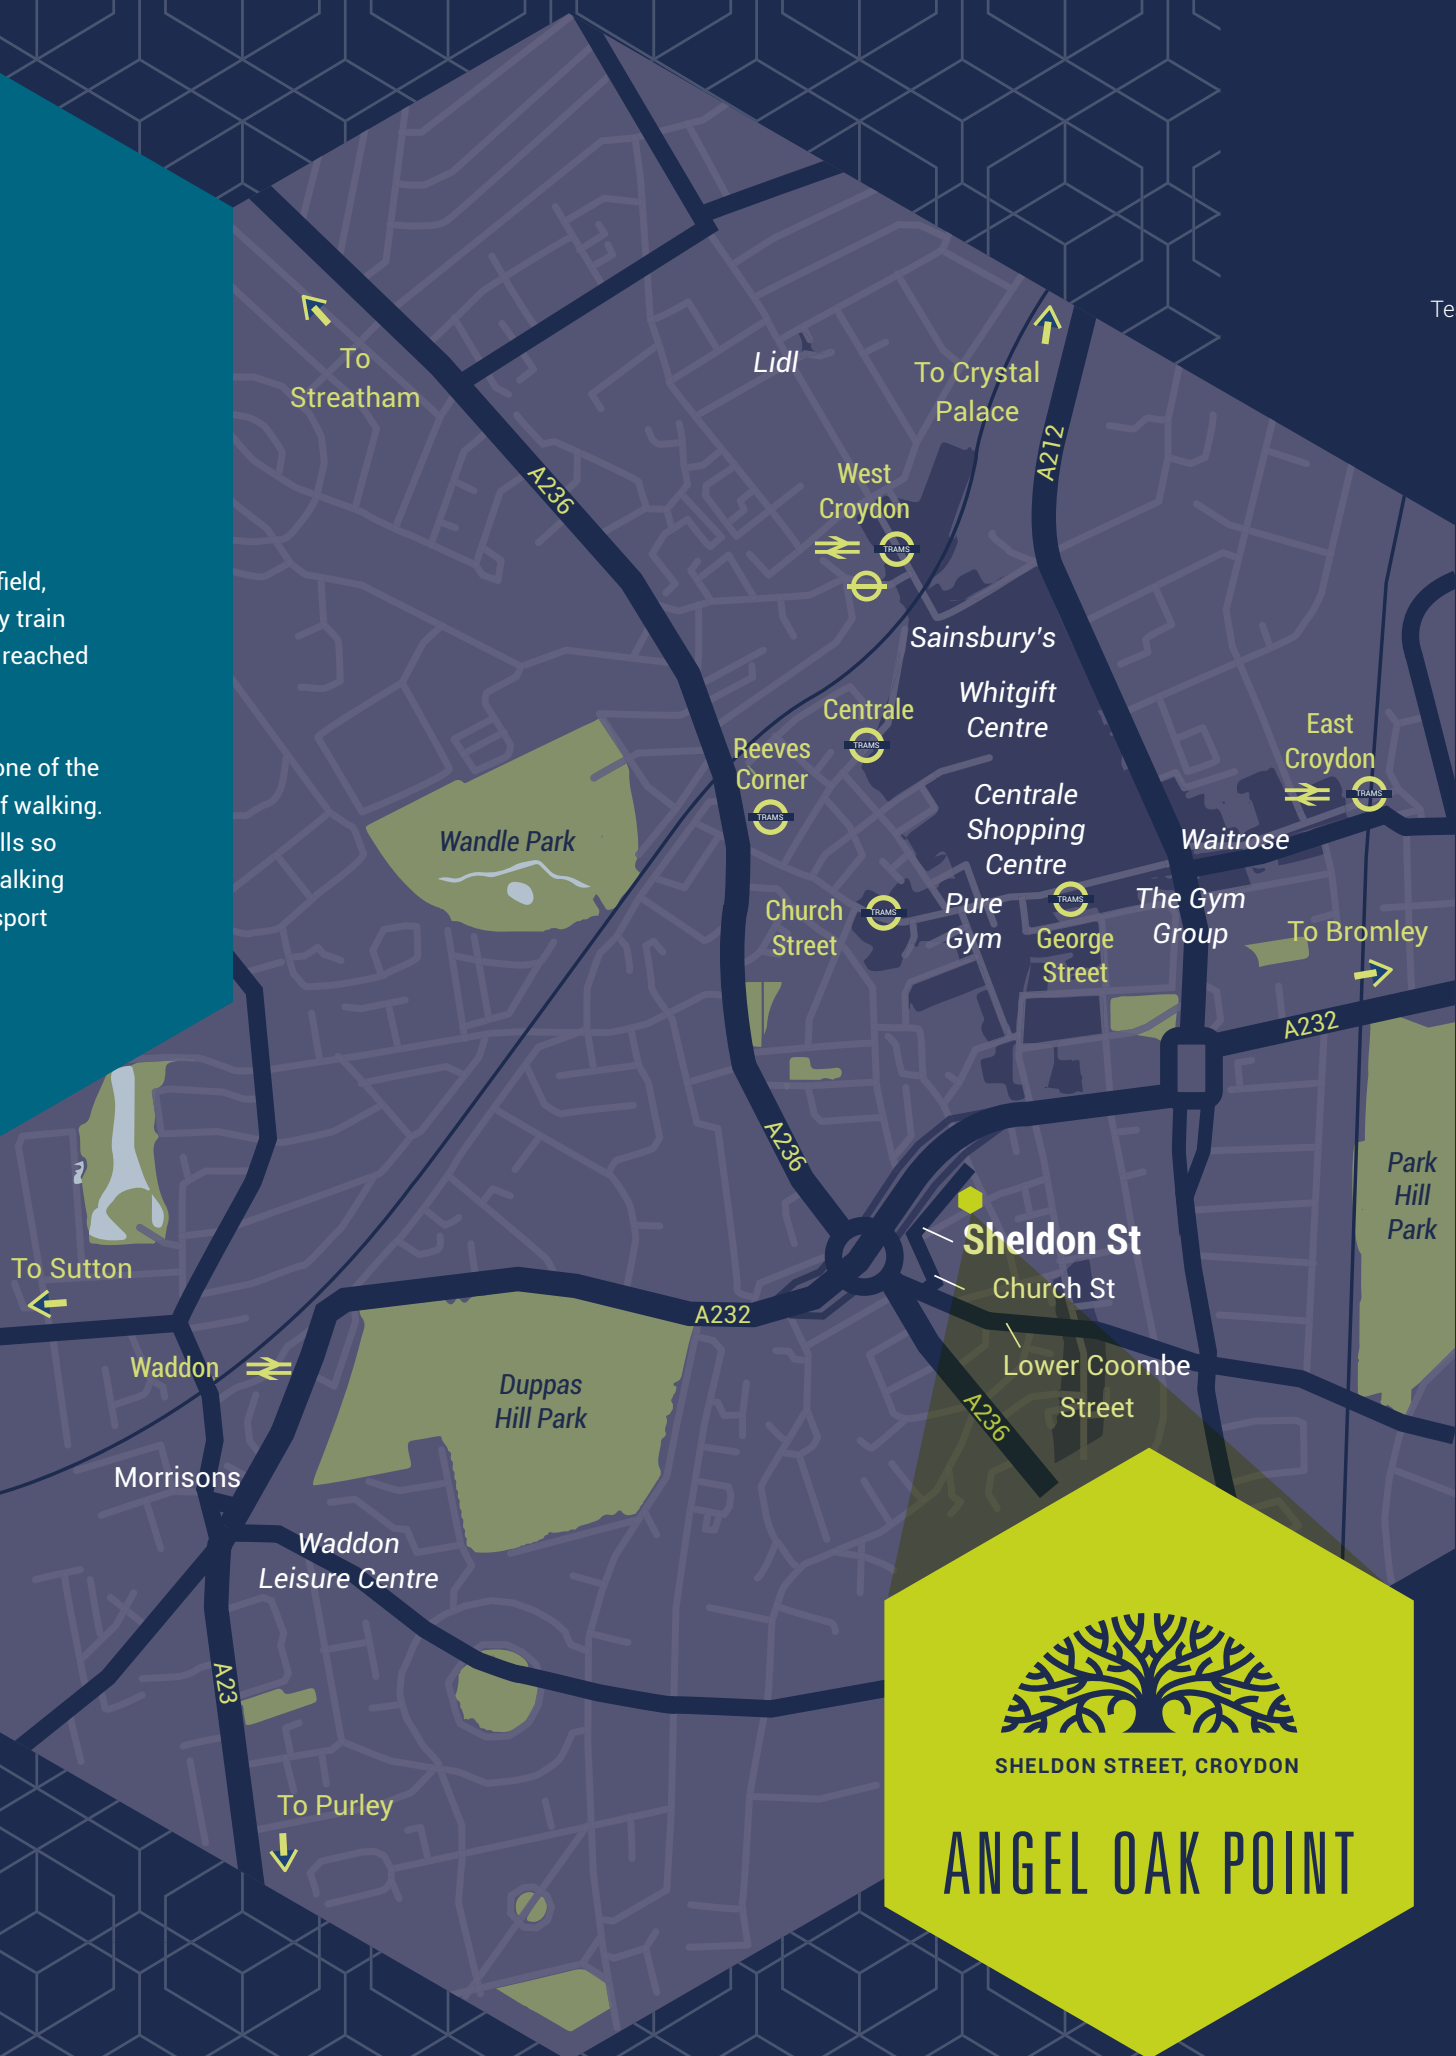 Te
To
Streatham
Lidl
To Crystal
Palace
A212
A236
West
Croydon
TRAMS
field,
y train
reached
Sainsbury's
Whitgift
Centre
Centrale
TRAMS
Reeves
Corner
TRAMS
East
Croydon
TRAMS
one of the
f walking.
lls so
alking
sport
Centrale
Shopping
Centre
Waitrose
Wandle Park
Church
Street
TRAMS
Pure
Gym
TRAMS
George
Street
The Gym
Group
To Bromley
A232
A236
Park
Hill
Park
Sheldon St
Church St
Lower Coombe
Street
To Sutton
A232
Waddon
Duppas
Hill Park
A236
Morrisons
Waddon
Leisure Centre
A23
To Purley
SHELDON STREET, CROYDON
ANGEL OAK POINT